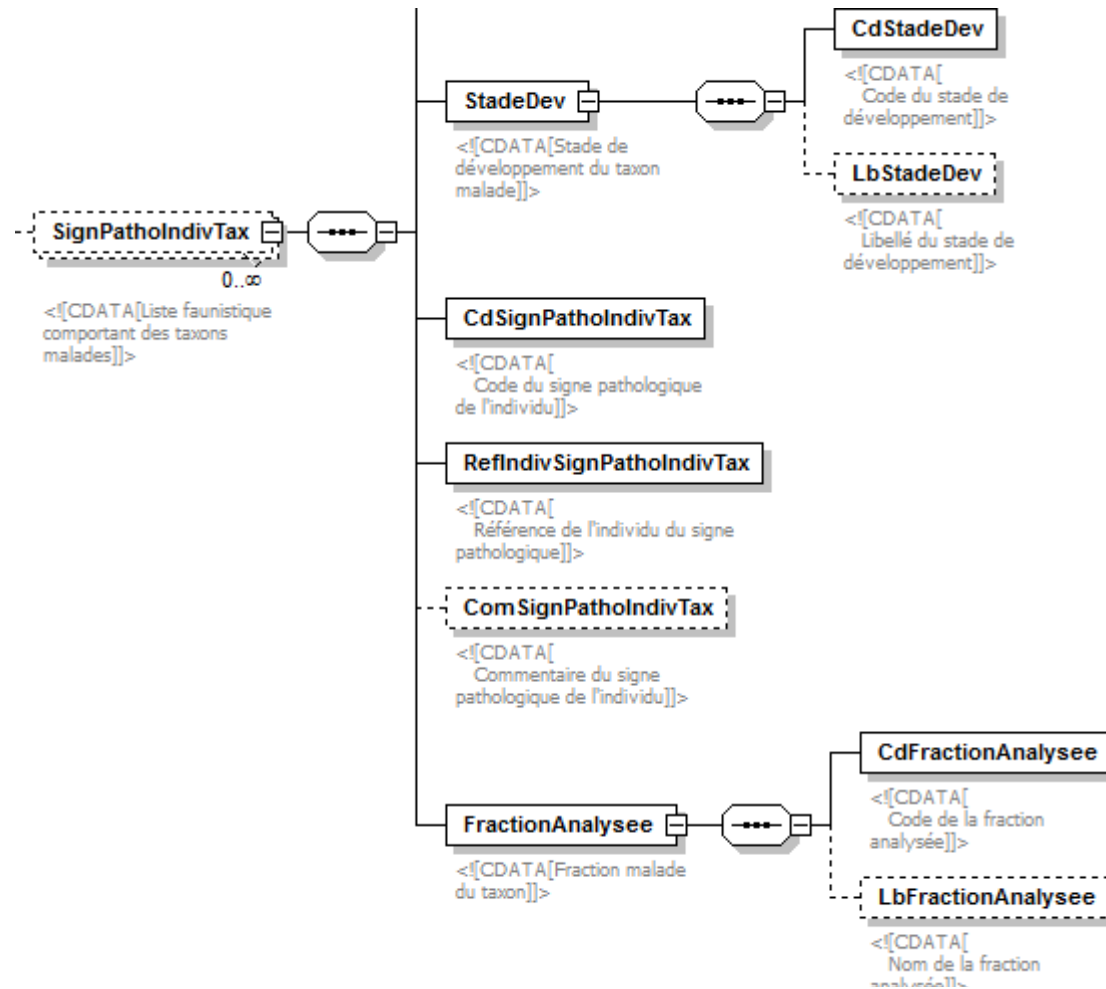 CdStadeDev
<![CDATA[
Code du stade de
développement]]>
StadeDev
<![CDATA[Stade de
développement du taxon
malade]]>
LbStadeDev
<![CDATA[
Libellé du stade de
développement]]>
SignPathoIndivTax
0..∞
<![CDATA[Liste faunistique
comportant des taxons
malades]]>
CdSignPathoIndivTax
<![CDATA[
Code du signe pathologique
de l'individu]]>
RefIndivSignPathoIndivTax
<![CDATA[
Référence de l'individu du signe
pathologique]]>
ComSignPathoIndivTax
<![CDATA[
Commentaire du signe
pathologique de l'individu]]>
CdFractionAnalysee
<![CDATA[
Code de la fraction
analysée]]>
FractionAnalysee
<![CDATA[Fraction malade
du taxon]]>
LbFractionAnalysee
<![CDATA[
Nom de la fraction
analysée]]>